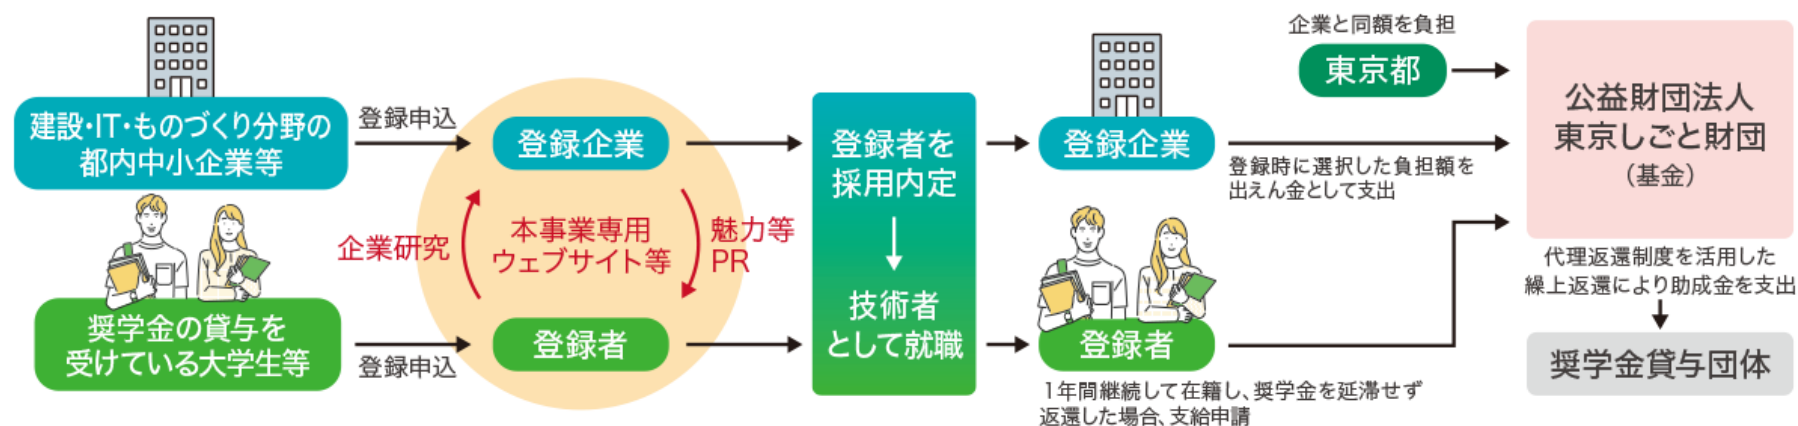 建設・IT・ものづくり分野の
都内中小企業等
奨学金の貸与を
受けている大学生等
登録申込
登録申込
登録企業
企業研究
本事業専用
ウェブサイト等
魅力等
PR
登録者
登録者を
採用内定
技術者
として就職
登録企業
登録時に選択した負担額を
出えん金として支出
登録者
1年間継続して在籍し、奨学金を延滞せず
返還した場合、支給申請
企業と同額を負担
東京都
公益財団法人
東京しごと財団
（基金）
代理返還制度を活用した
繰上返還により助成金を支出
奨学金貸与団体